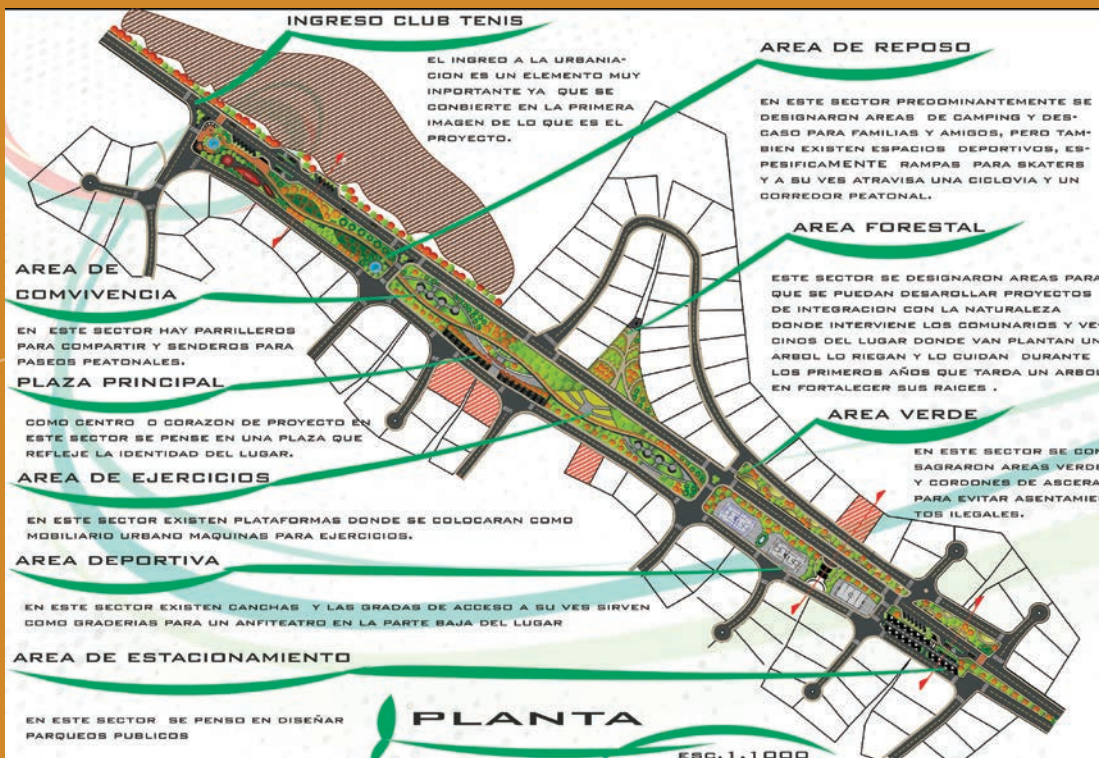 INGRESO CLUB TENIS
EL INGREO A LA URBANIA-
CION ES UN ELEMENTO MUY
INPORTANTE YA QUE SE
CONBIERTE EN LA PRIMERA
IMAGEN DE LO QUE ES EL
PROYECTO.
AREA DE REPOSO
EN ESTE SECTOR PREDOMINANTEMENTE SE
DESIGNARON AREAS DE CAMPING Y DES-
CASO PARA FAMILIAS Y AMIGOS, PERO TAM-
BIEN EXISTEN ESPACIOS DEPORTIVOS, ES-
PESIFICAMENTE RAMPAS PARA SKATERS
Y A SU VES ATRAVISA UNA CICLOVIA Y UN
CORREDOR PEATONAL.
AREA FORESTAL
ESTE SECTOR SE DESIGNARON AREAS PARA
QUE SE PUEDAN DESAROLLAR PROYECTOS
DE INTEGRACION CON LA NATURALEZA
DONDE INTERVIENE LOS COMUNARIOS Y VE-
CINOS DEL LUGAR DONDE VAN PLANTAN UN
ARBOL LO RIEGAN Y LO CUIDAN DURANTE
LOS PRIMEROS AÑOS QUE TARDA UN ARBOL
EN FORTALECER SUS RAICES .
AREA VERDE
EN ESTE SECTOR SE CON
SAGRARON AREAS VERDE
Y CORDONES DE ASCERA
PARA EVITAR ASENTAMIE
TOS ILEGALES.
AREA DE
COMVIVENCIA
EN ESTE SECTOR HAY PARRILLEROS
PARA COMPARTIR Y SENDEROS PARA
PASEOS PEATONALES.
PLAZA PRINCIPAL
COMO CENTRO O CORAZON DE PROYECTO EN
ESTE SECTOR SE PENSE EN UNA PLAZA QUE
REFLEJE LA IDENTIDAD DEL LUGAR.
AREA DE EJERCICIOS
EN ESTE SECTOR EXISTEN PLATAFORMAS DONDE SE COLOCARAN COMO
MOBILIARIO URBANO MAQUINAS PARA EJERCICIOS.
AREA DEPORTIVA
EN ESTE SECTOR EXISTEN CANCHAS Y LAS GRADAS DE ACCESO A SU VES SIRVEN
COMO GRADERIAS PARA UN ANFITEATRO EN LA PARTE BAJA DEL LUGAR
AREA DE ESTACIONAMIENTO
EN ESTE SECTOR SE PENSO EN DISEÑAR
PARQUEOS PUBLICOS
PLANTA
ESC.1.1000